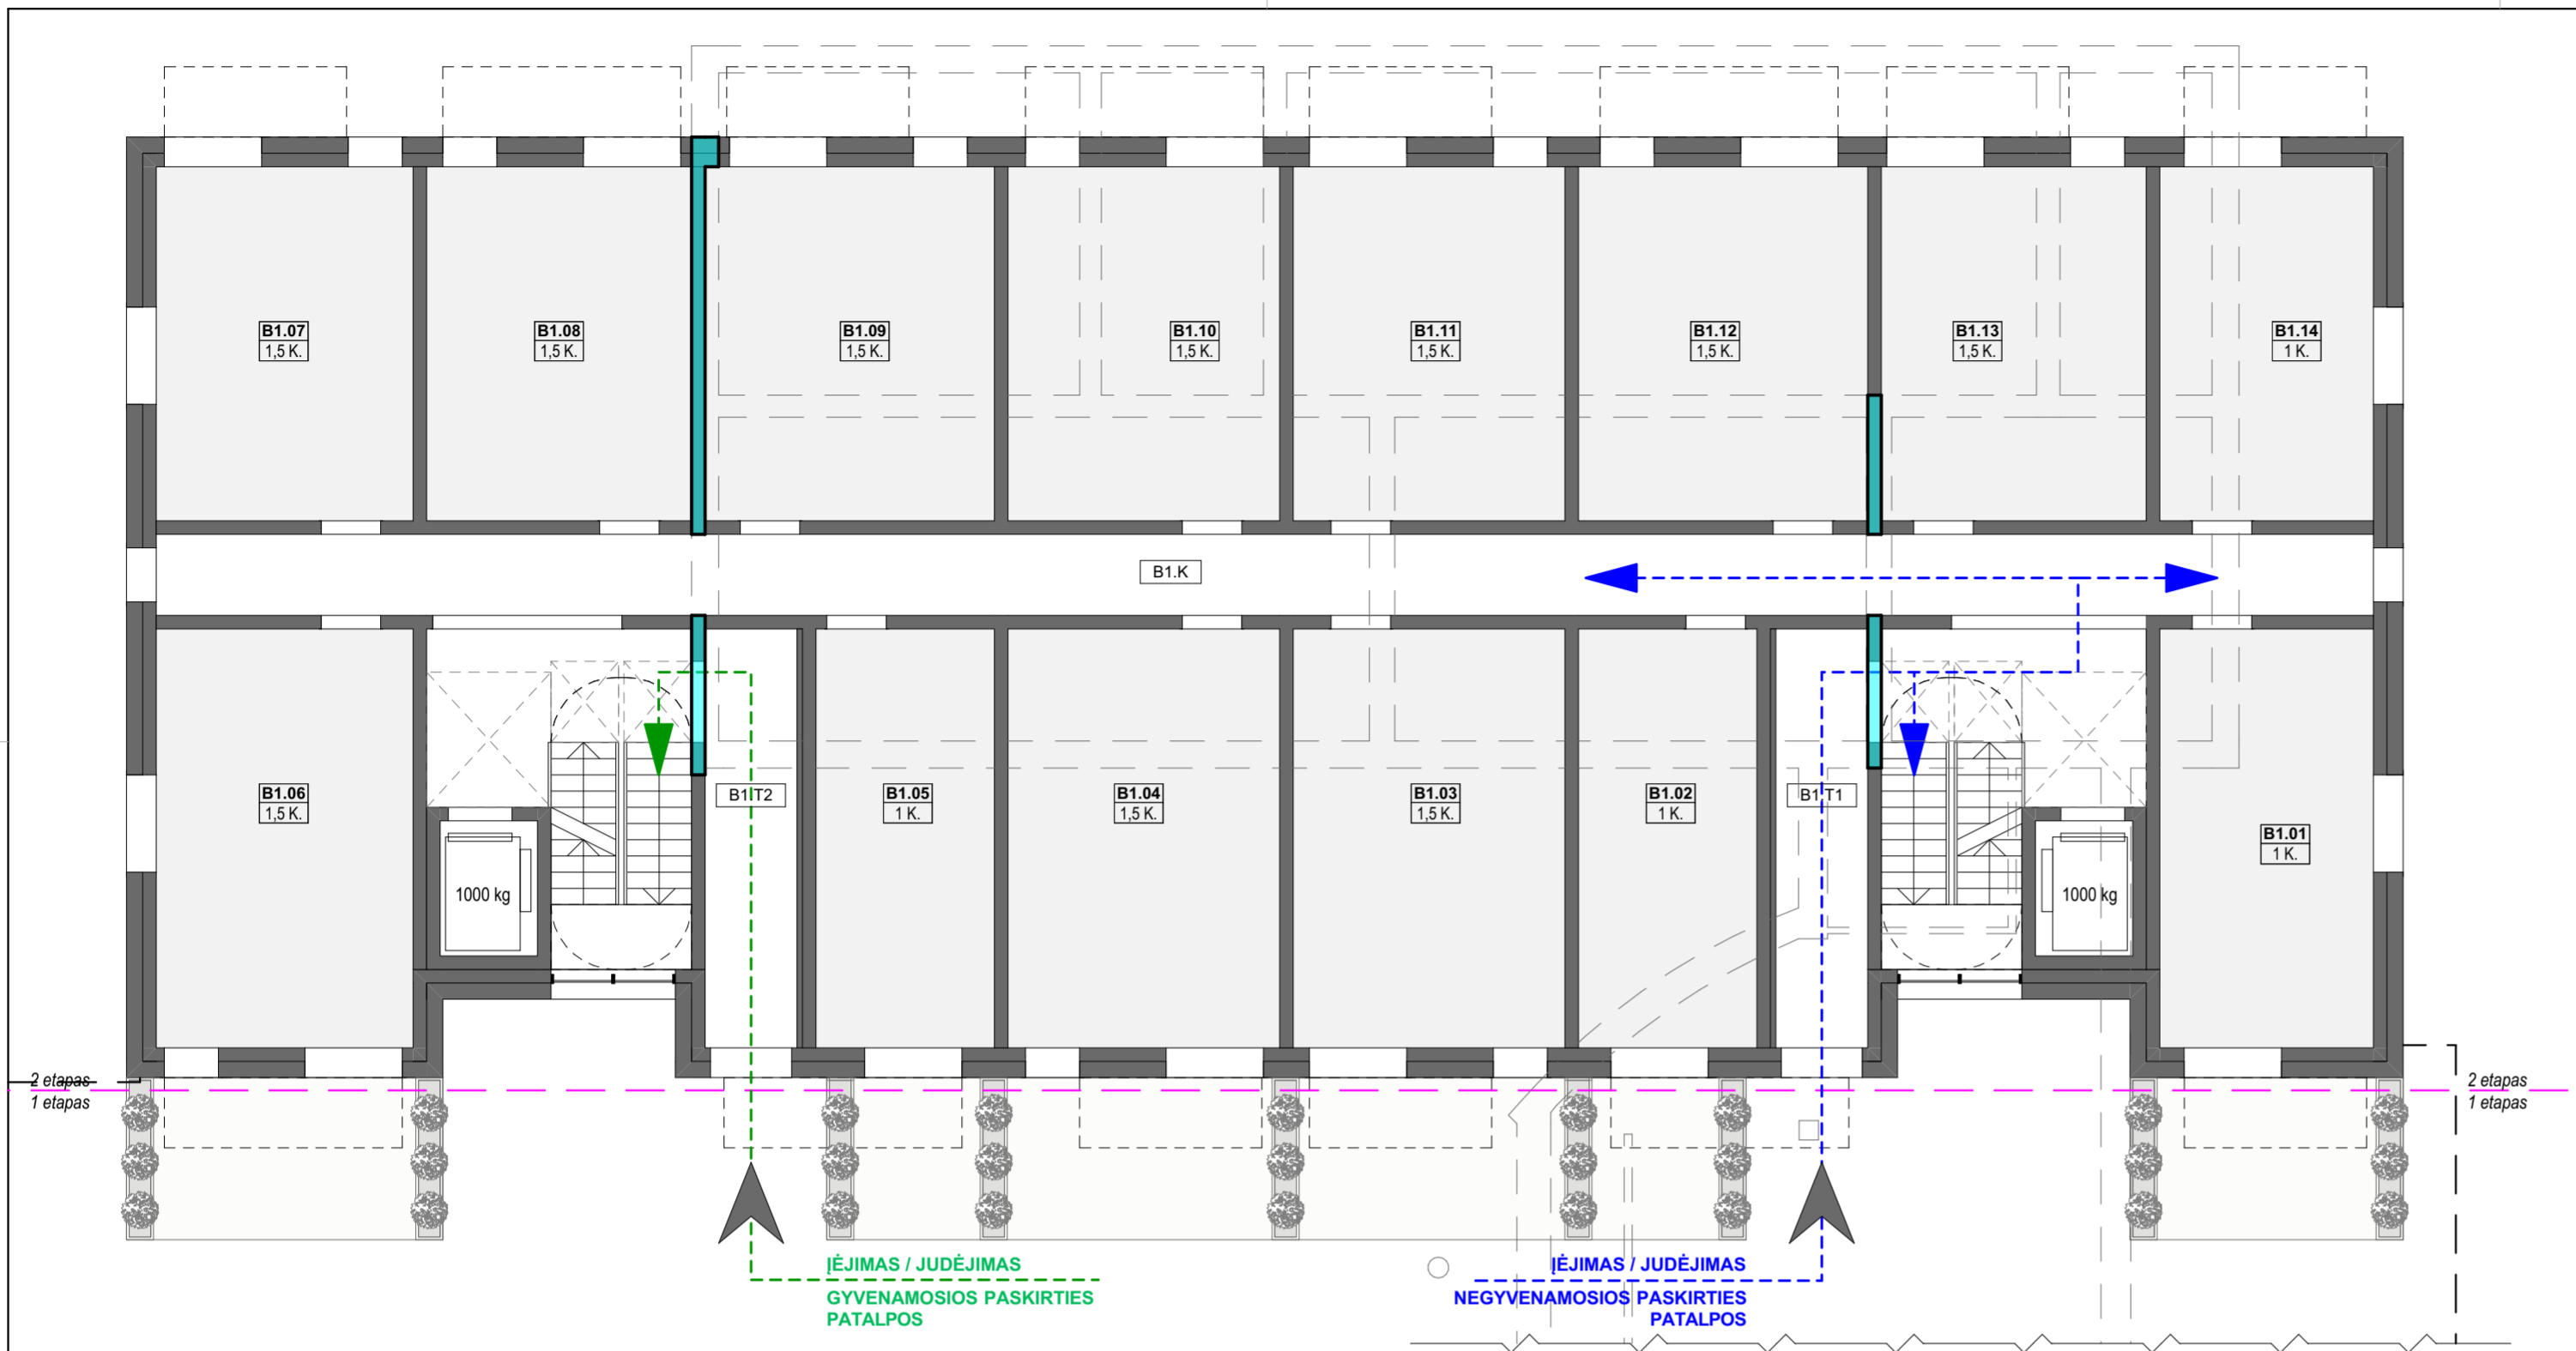 B1.07
1,5 K.
B1.08
1,5 K.
B1.09
1,5 K.
B1.10
1,5 K.
B1.11
1,5 K.
B1.12
1,5 K.
B1.13
1,5 K.
B1.14
1 K.
B1.K
B1.06
1,5 K.
1000 kg
B1.T2
B1.05
1 K.
B1.04
1,5 K.
B1.03
1,5 K.
B1.02
1 K.
B1.T1
1000 kg
B1.01
1 K.
2 etapas
1 etapas
2 etapas
1 etapas
ĮĖJIMAS / JUDĖJIMAS
GYVENAMOSIOS PASKIRTIES
PATALPOS
ĮĖJIMAS / JUDĖJIMAS
NEGYVENAMOSIOS PASKIRTIES
PATALPOS